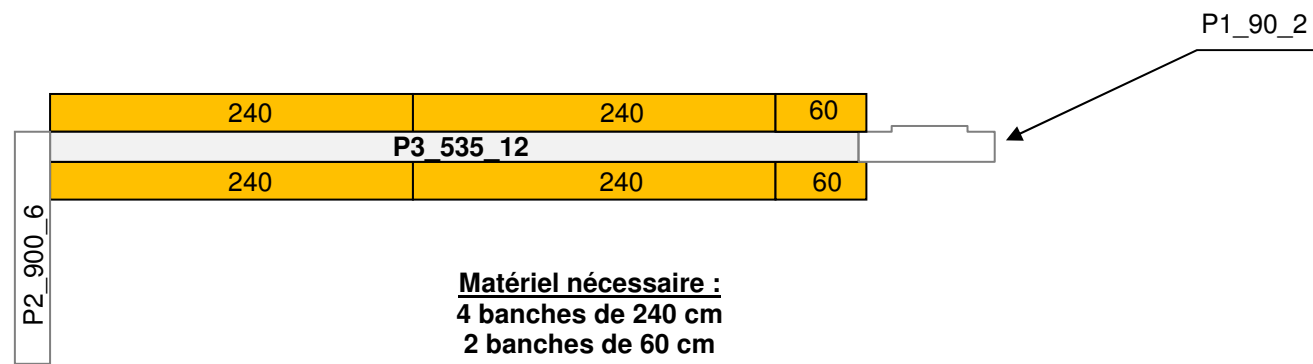 P1_90_2
240 240 60
P3_535_12
240 240 60
P2_900_6
Matériel nécessaire :
4 banches de 240 cm
2 banches de 60 cm